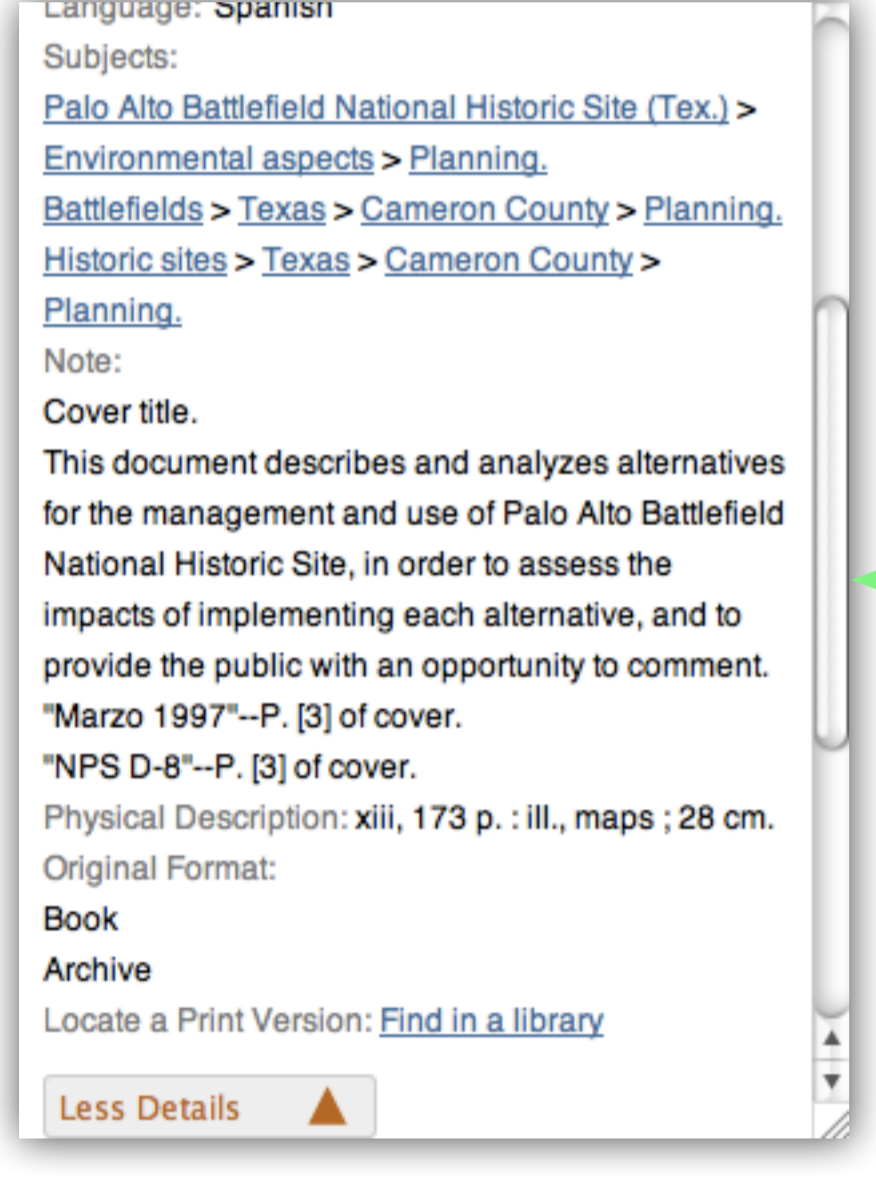 Language: Spanish
Subjects:
Palo Alto Battlefield National Historic Site (Tex.) >
Environmental aspects > Planning.
Battlefields > Texas > Cameron County > Planning.
Historic sites > Texas > Cameron County >
Planning.
Note:
Cover title.
This document describes and analyzes alternatives
for the management and use of Palo Alto Battlefield
National Historic Site, in order to assess the
impacts of implementing each alternative, and to
provide the public with an opportunity to comment.
"Marzo 1997"--P. [3] of cover.
"NPS D-8"--P. [3] of cover.
Physical Description: xiii, 173 p. : ill., maps ; 28 cm.
Original Format:
Book
Archive
Locate a Print Version: Find in a library
Less Details